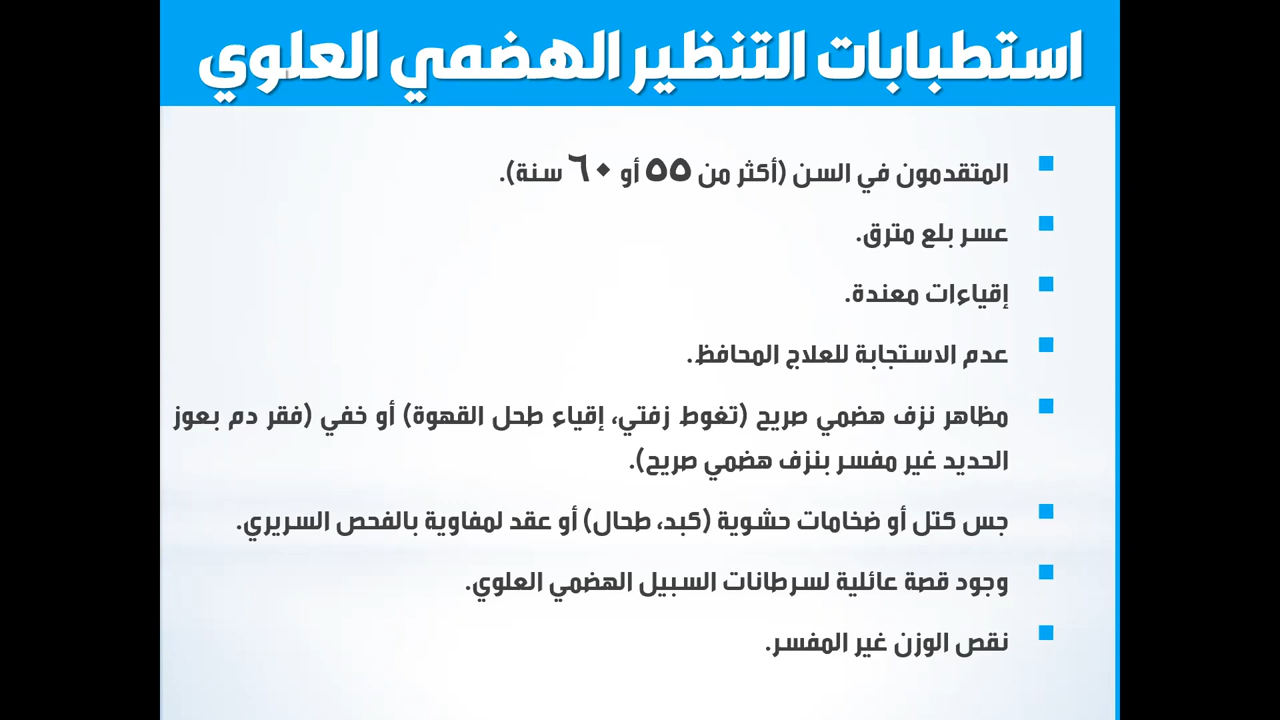 استطبابات التنظير الهضمي العلوي
المتقدمون في السن (أكثر من ٥٥ أو ٦٠ سنة).
عسر بلع مترق.
إقياءات معندة.
عدم الاستجابة للعلاج المحافظ.
مظاهر نزف هضمي صريح (تغوط زفتي، إقياء طحل القهوة) أو خفي (فقر دم بعوز
الحديد غير مفسر بنزف هضمي صريح).
جس كتل أو ضخامات حشوية (كبد، طحال) أو عقد لمفاوية بالفحص السريري.
وجود قصة عائلية لسرطانات السبيل الهضمي العلوي.
نقص الوزن غير المفسر.